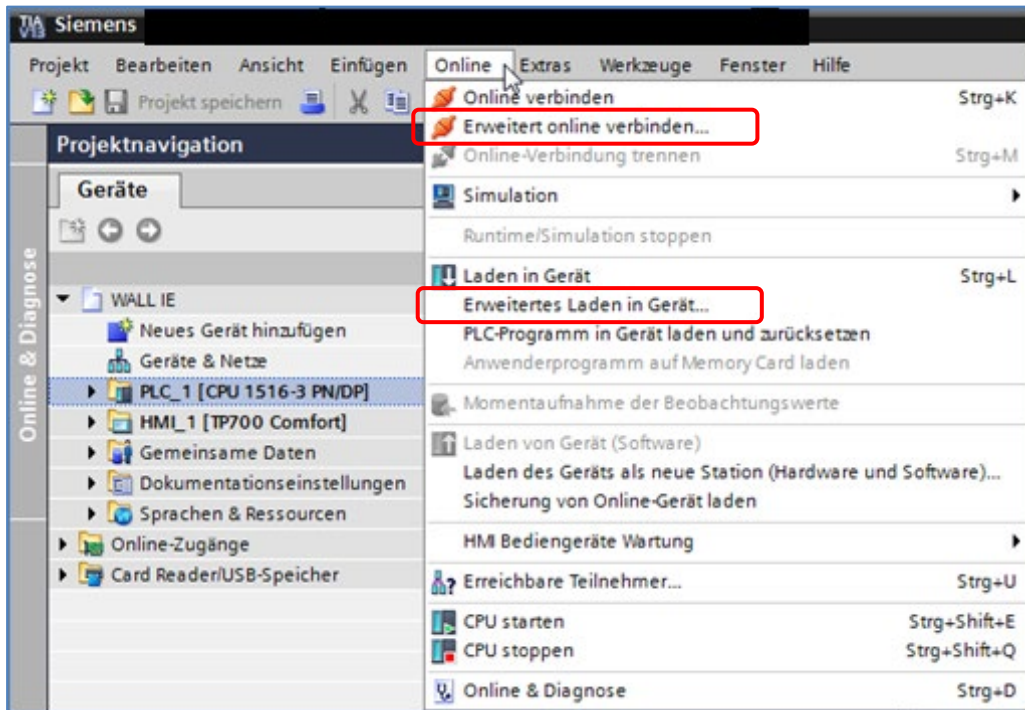 Siemens
Projekt Bearbeiten Ansicht Einfügen Online Extras Werkzeuge Fenster Hilfe
Projekt speichern
Projektnavigation
Geräte
Online & Diagnose
WALL IE
Neues Gerät hinzufügen
Geräte & Netze
PLC_1 [CPU 1516-3 PN/DP]
HMI_1 [TP700 Comfort]
Gemeinsame Daten
Dokumentationseinstellungen
Sprachen & Ressourcen
Online-Zugänge
Card Reader/USB-Speicher
Online verbinden Strg+K
Erweitert online verbinden...
Online-Verbindung trennen Strg+M
Simulation
Runtime/Simulation stoppen
Laden in Gerät Strg+L
Erweitertes Laden in Gerät...
PLC-Programm in Gerät laden und zurücksetzen
Anwenderprogramm auf Memory Card laden
Momentaufnahme der Beobachtungswerte
Laden von Gerät (Software)
Laden des Geräts als neue Station (Hardware und Software)...
Sicherung von Online-Gerät laden
HMI Bediengeräte Wartung
Erreichbare Teilnehmer... Strg+U
CPU starten Strg+Shift+E
CPU stoppen Strg+Shift+Q
Online & Diagnose Strg+D